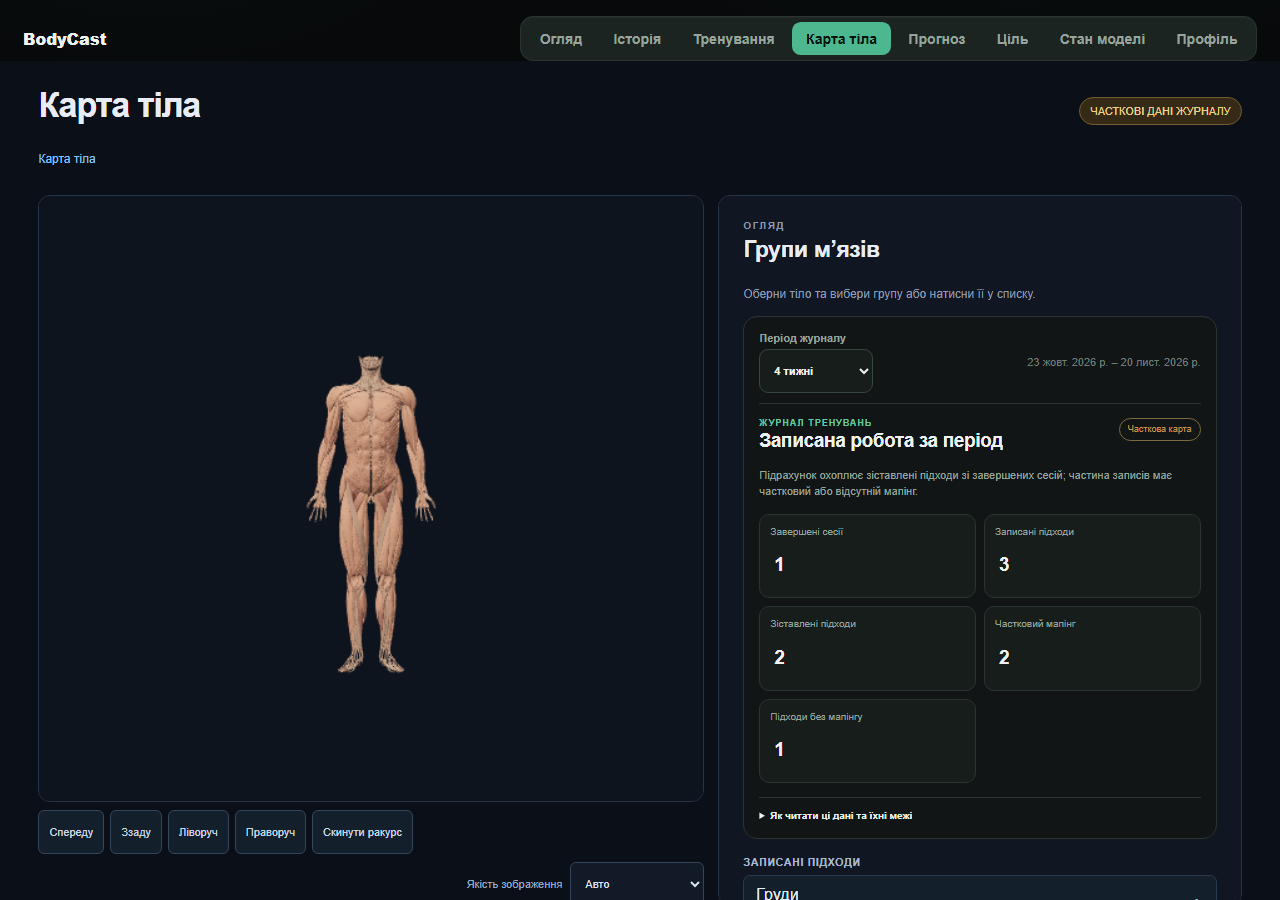 BodyCast
Огляд
Історія
Тренування
Карта тіла
Прогноз
Ціль
Стан моделі
Профіль
Карта тіла
ЧАСТКОВІ ДАНІ ЖУРНАЛУ
Карта тіла
Спереду
Ззаду
Ліворуч
Праворуч
Скинути ракурс
Якість зображення
Авто
ОГЛЯД
Групи м’язів
Оберни тіло та вибери групу або натисни її у списку.
Період журналу
4 тижні
23 жовт. 2026 р. – 20 лист. 2026 р.
ЖУРНАЛ ТРЕНУВАНЬ
Записана робота за період
Часткова карта
Підрахунок охоплює зіставлені підходи зі завершених сесій; частина записів має
частковий або відсутній мапінг.
Завершені сесії
1
Записані підходи
3
Зіставлені підходи
2
Частковий мапінг
2
Підходи без мапінгу
1
Як читати ці дані та їхні межі
ЗАПИСАНІ ПІДХОДИ
Груди